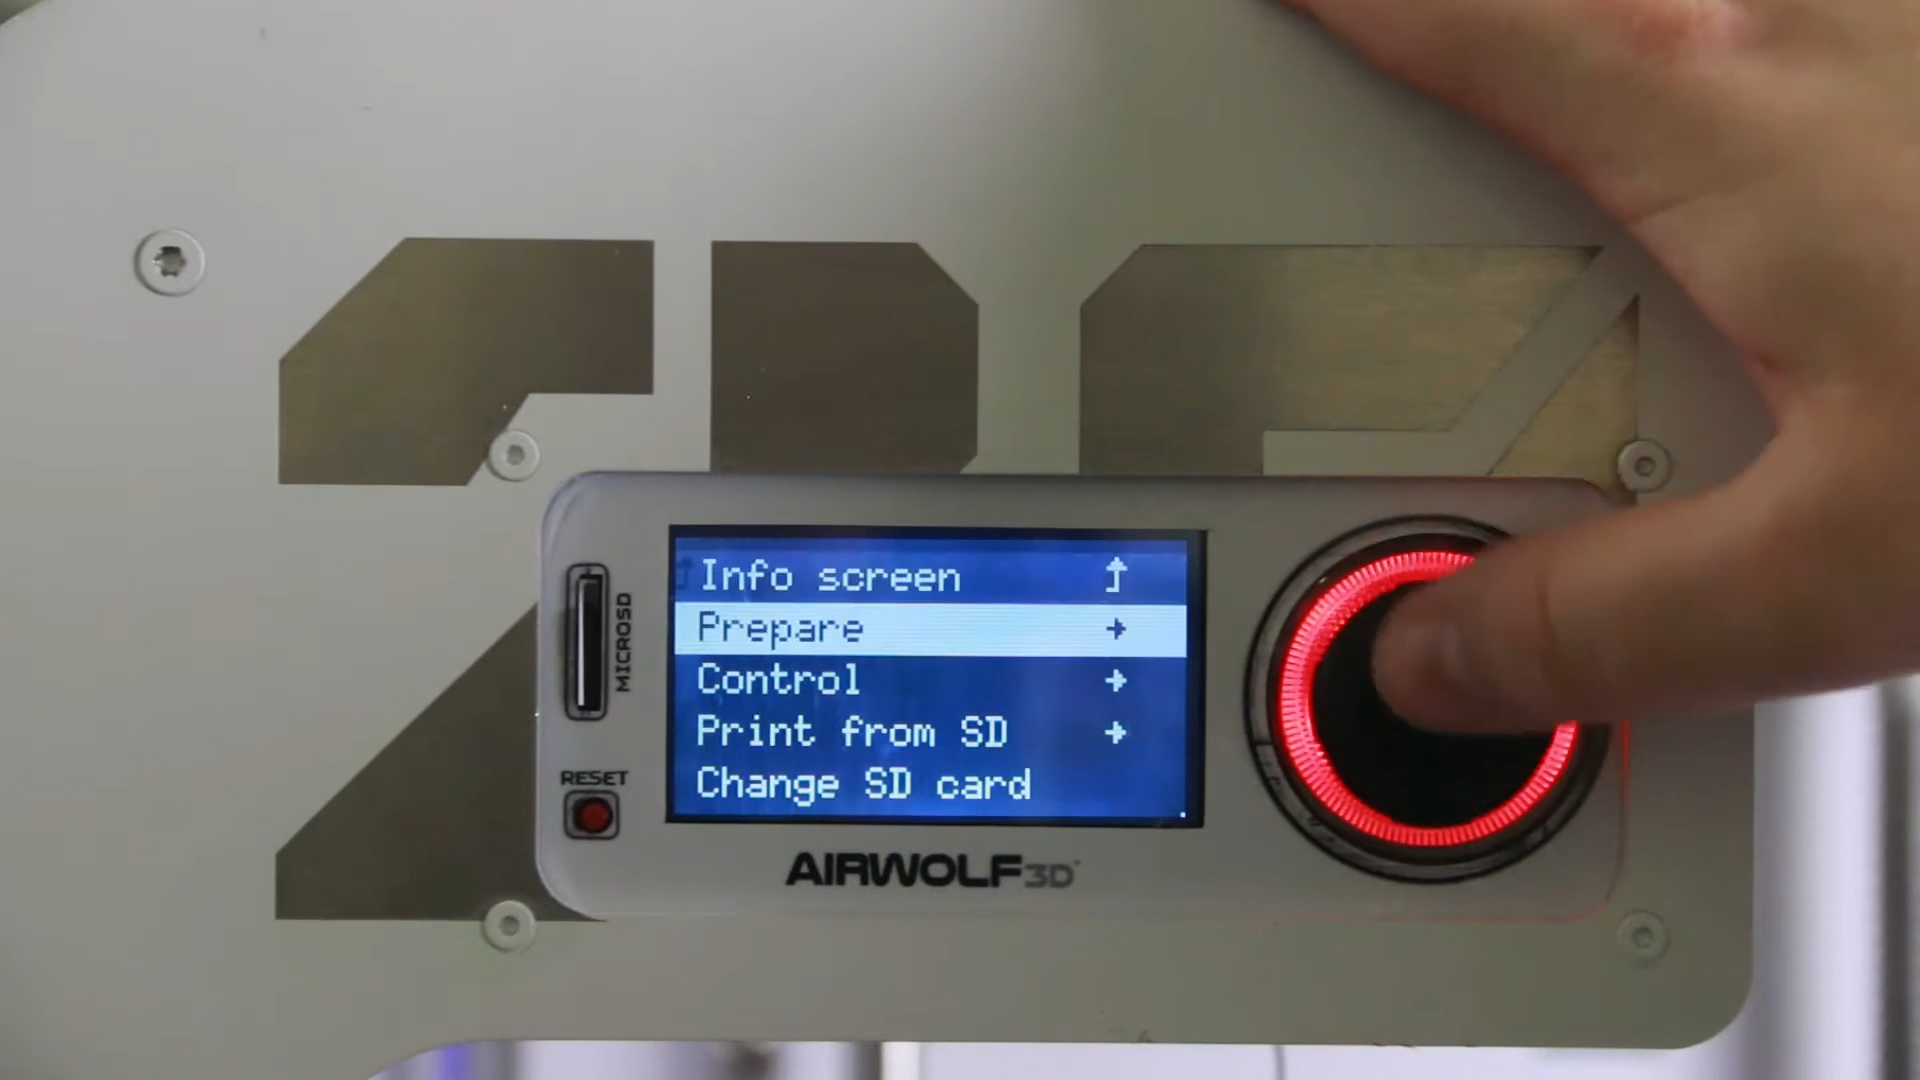 Info screen
Prepare
Control
Print from SD
Change SD card
MICROSD
RESET
AIRWOLF3D